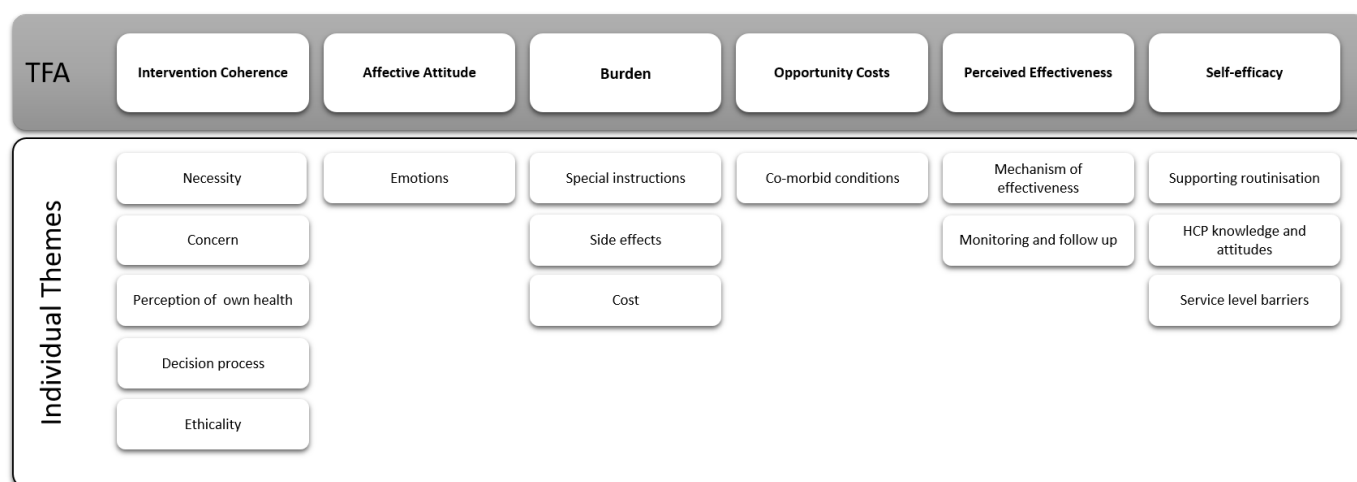 TFA
Intervention Coherence
Affective Attitude
Burden
Opportunity Costs
Perceived Effectiveness
Self-efficacy
Individual Themes
Necessity
Emotions
Special instructions
Co-morbid conditions
Mechanism of
effectiveness
Supporting routinisation
Concern
Side effects
Monitoring and follow up
HCP knowledge and
attitudes
Perception of own health
Cost
Service level barriers
Decision process
Ethicality